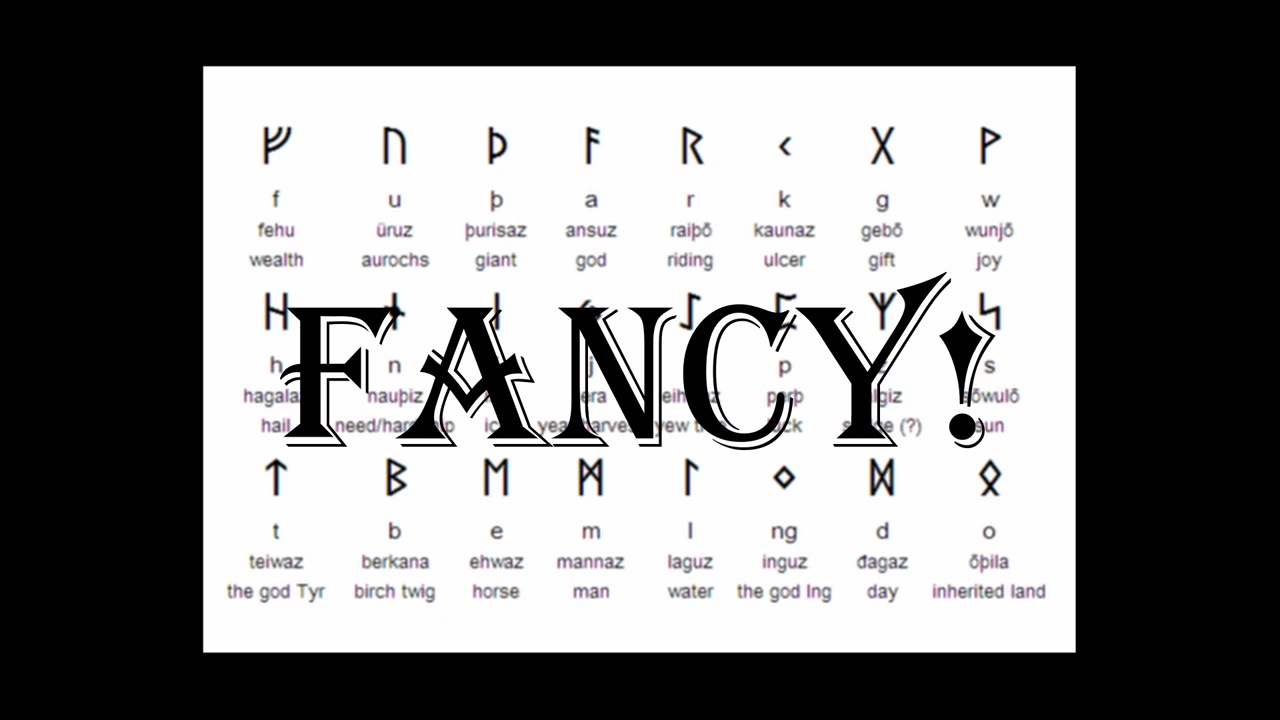 ᚠ ᚢ ᚦ ᚨ ᚱ ᚲ ᚷ ᚹ
f u þ a r k g w
fehu ūruz þurisaz ansuz raiþō kaunaz gebō wunjō
wealth aurochs giant god riding ulcer gift joy
ᚺ ᚾ ᛇ ᛈ ᛉ ᛋ
FANCY!
h n j p s
nauþiz perþ
hail
ᛏ ᛒ ᛖ ᛗ ᛚ ᛜ ᛞ ᛟ
t b e m l ng d o
teiwaz berkana ehwaz mannaz laguz inguz đagaz ōþila
the god Tyr birch twig horse man water the god Ing day inherited land